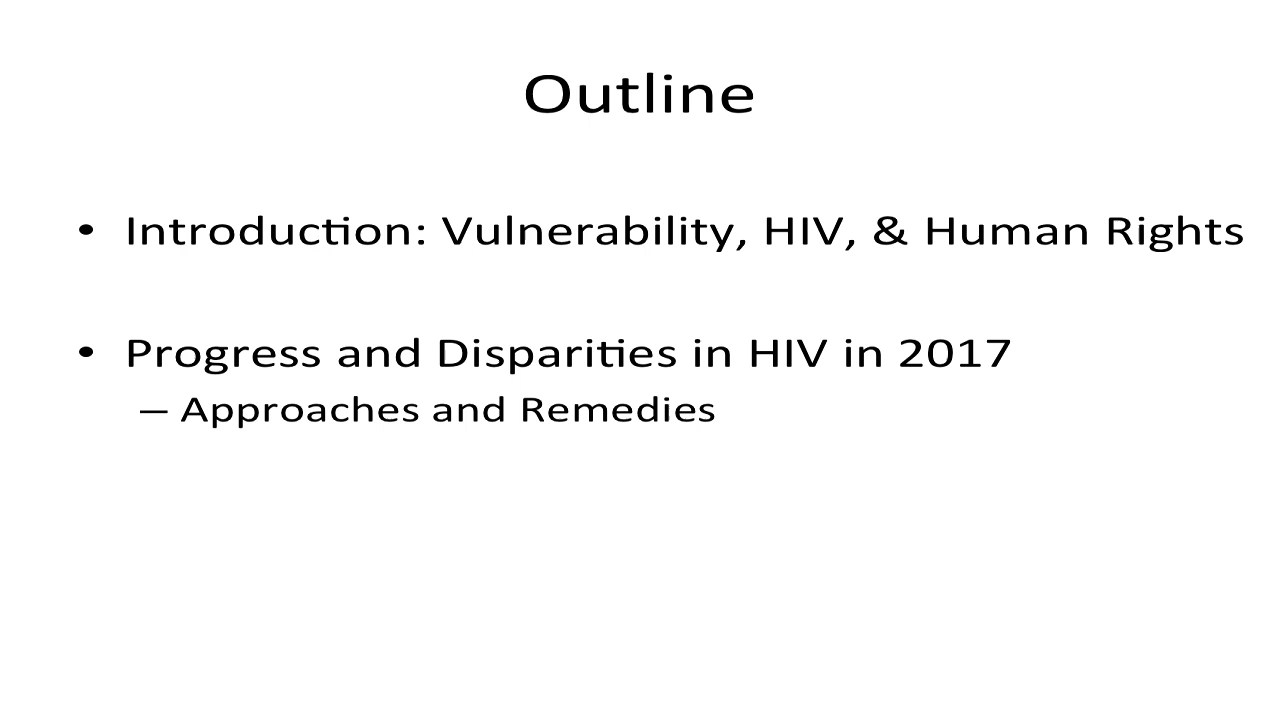 Outline
• Introduction: Vulnerability, HIV, & Human Rights
• Progress and Disparities in HIV in 2017
– Approaches and Remedies